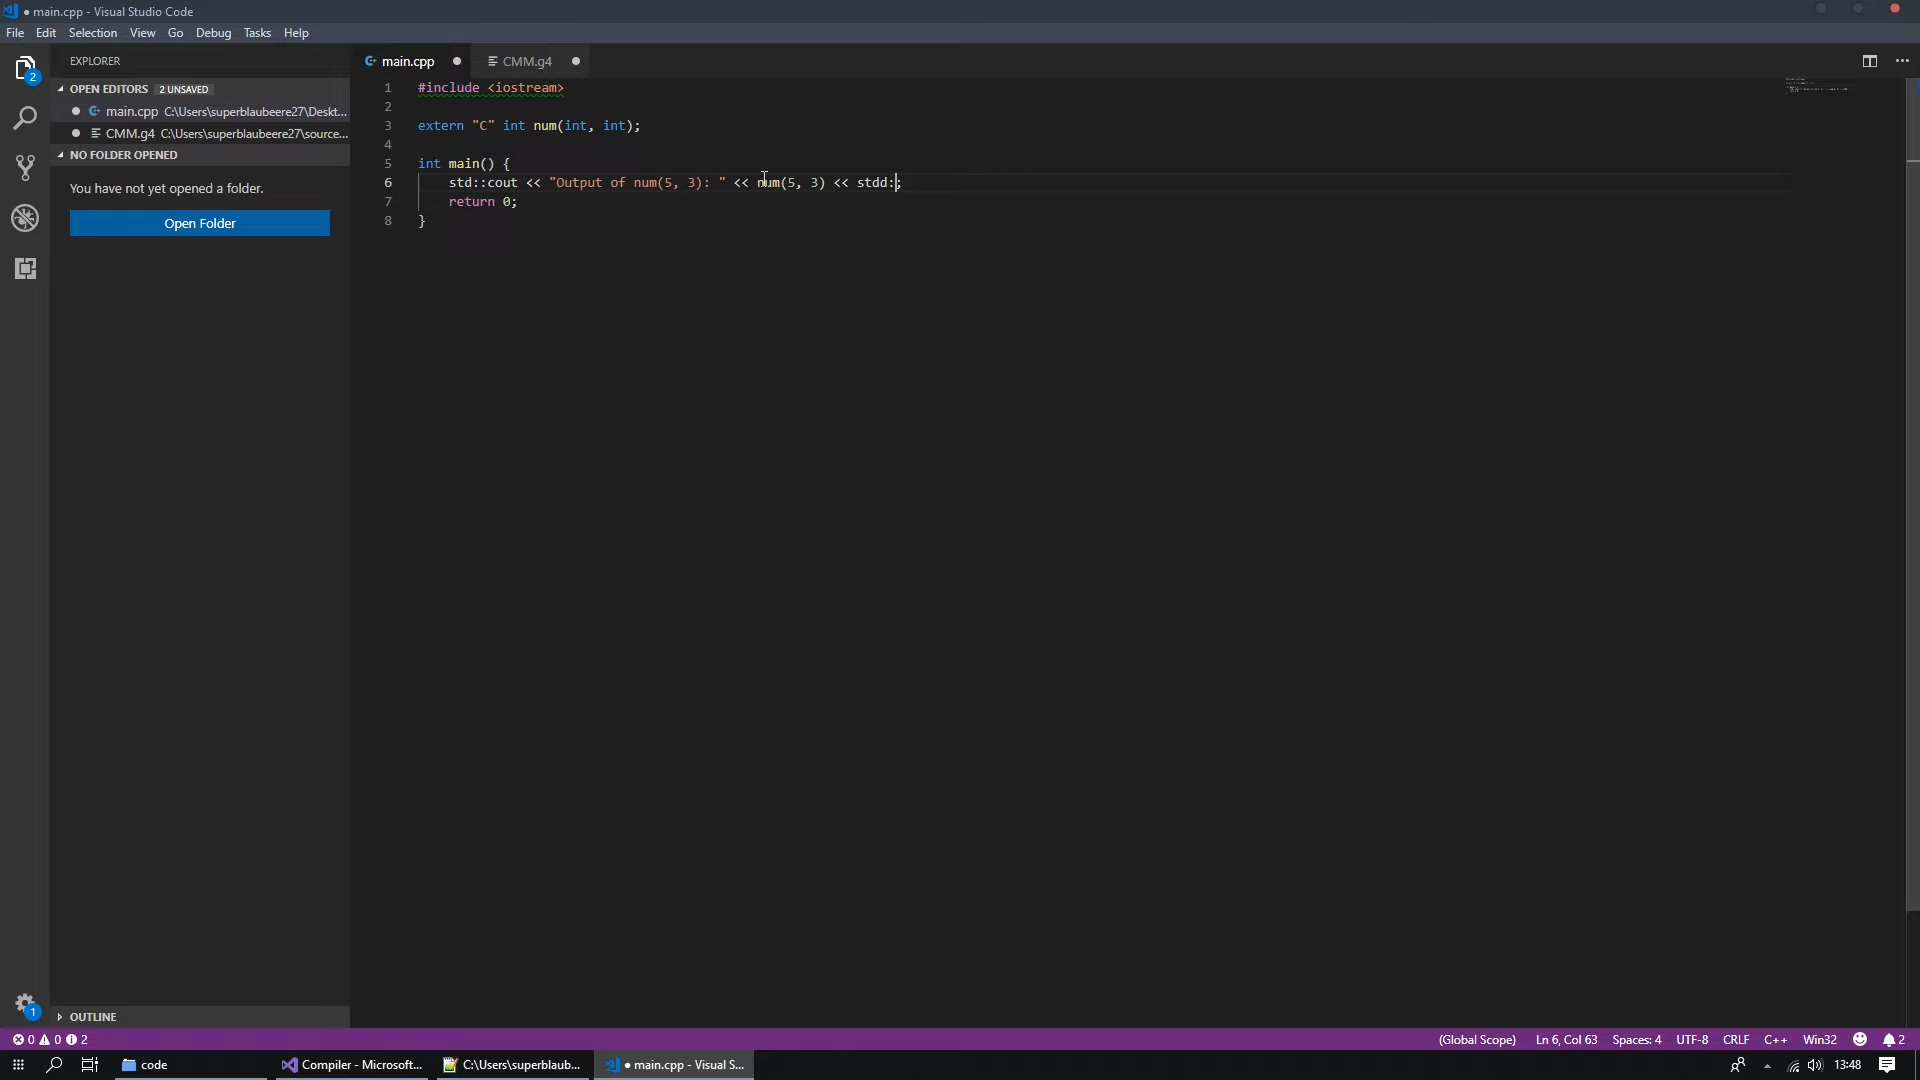 ● main.cpp - Visual Studio Code
File Edit Selection View Go Debug Tasks Help
EXPLORER
OPEN EDITORS 2 UNSAVED
● main.cpp C:\Users\superblaubeere27\Deskt...
● CMM.g4 C:\Users\superblaubeere27\source...
NO FOLDER OPENED
You have not yet opened a folder.
Open Folder
OUTLINE
2
1
main.cpp ● CMM.g4 ●
1 #include <iostream>
2
3 extern "C" int num(int, int);
4
5 int main() {
6 std::cout << "Output of num(5, 3): " << num(5, 3) << stdd:;
7 return 0;
8 }
0 0 2
(Global Scope) Ln 6, Col 63 Spaces: 4 UTF-8 CRLF C++ Win32 2
code Compiler - Microsoft... C:\Users\superblaub... ● main.cpp - Visual S... 13:48